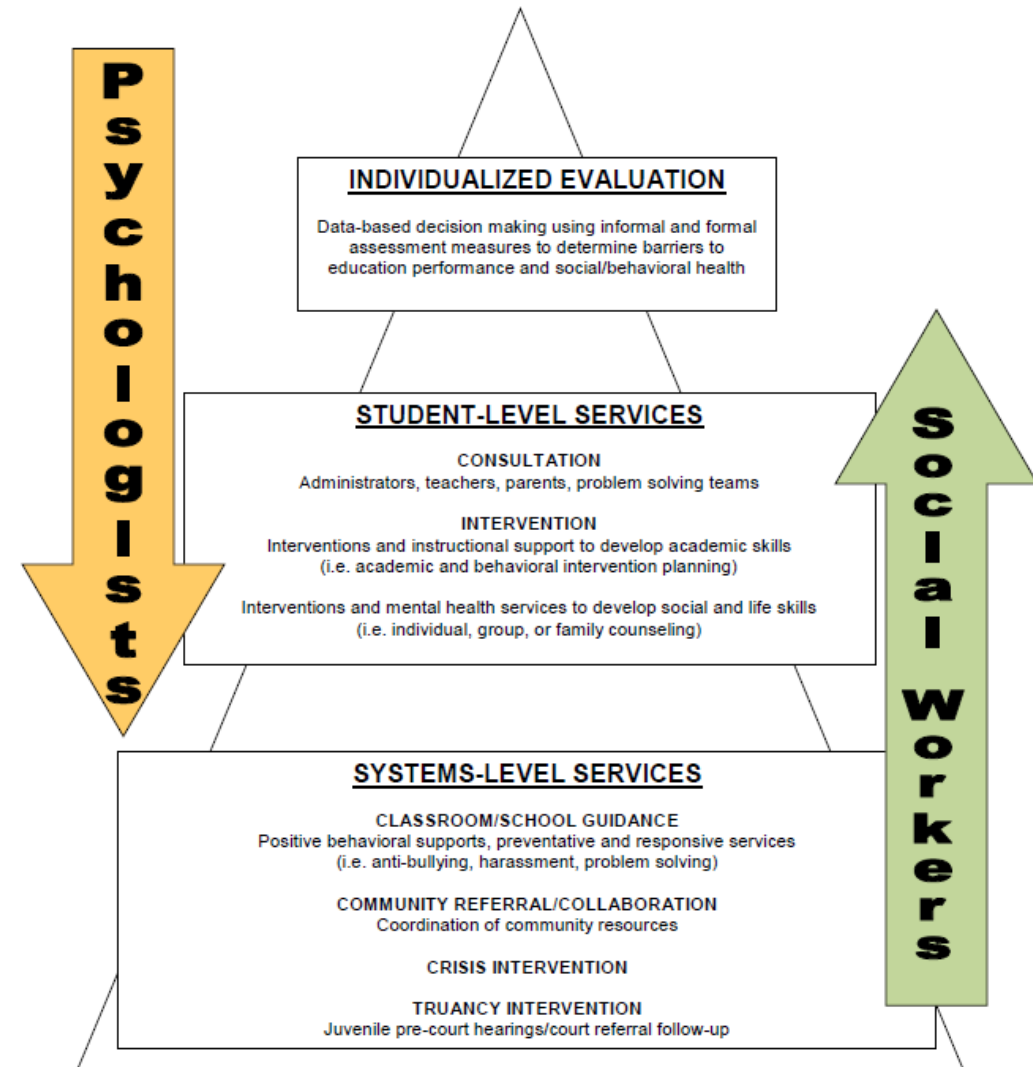 Psychologists
INDIVIDUALIZED EVALUATION
Data-based decision making using informal and formal
assessment measures to determine barriers to
education performance and social/behavioral health
STUDENT-LEVEL SERVICES
CONSULTATION
Administrators, teachers, parents, problem solving teams
INTERVENTION
Interventions and instructional support to develop academic skills
(i.e. academic and behavioral intervention planning)
Interventions and mental health services to develop social and life skills
(i.e. individual, group, or family counseling)
Social Workers
SYSTEMS-LEVEL SERVICES
CLASSROOM/SCHOOL GUIDANCE
Positive behavioral supports, preventative and responsive services
(i.e. anti-bullying, harassment, problem solving)
COMMUNITY REFERRAL/COLLABORATION
Coordination of community resources
CRISIS INTERVENTION
TRUANCY INTERVENTION
Juvenile pre-court hearings/court referral follow-up